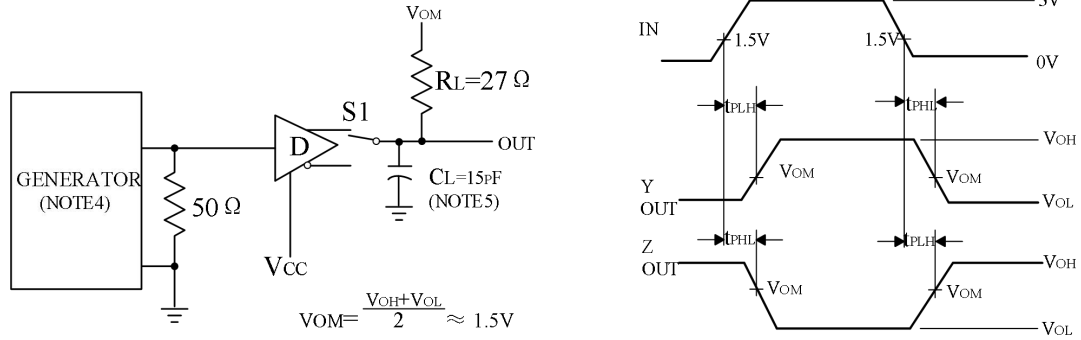 VOM
RL=27 Ω
S1
D
OUT
GENERATOR
(NOTE4)
50 Ω
CL=15PF
(NOTE5)
VCC
VOM= VOH+VOL / 2 ≈ 1.5V
3V
IN
1.5V
1.5V
0V
tPLH
tPHL
VOH
Y
OUT
VOM
VOM
VOL
tPHL
tPLH
Z
OUT
VOH
VOM
VOM
VOL